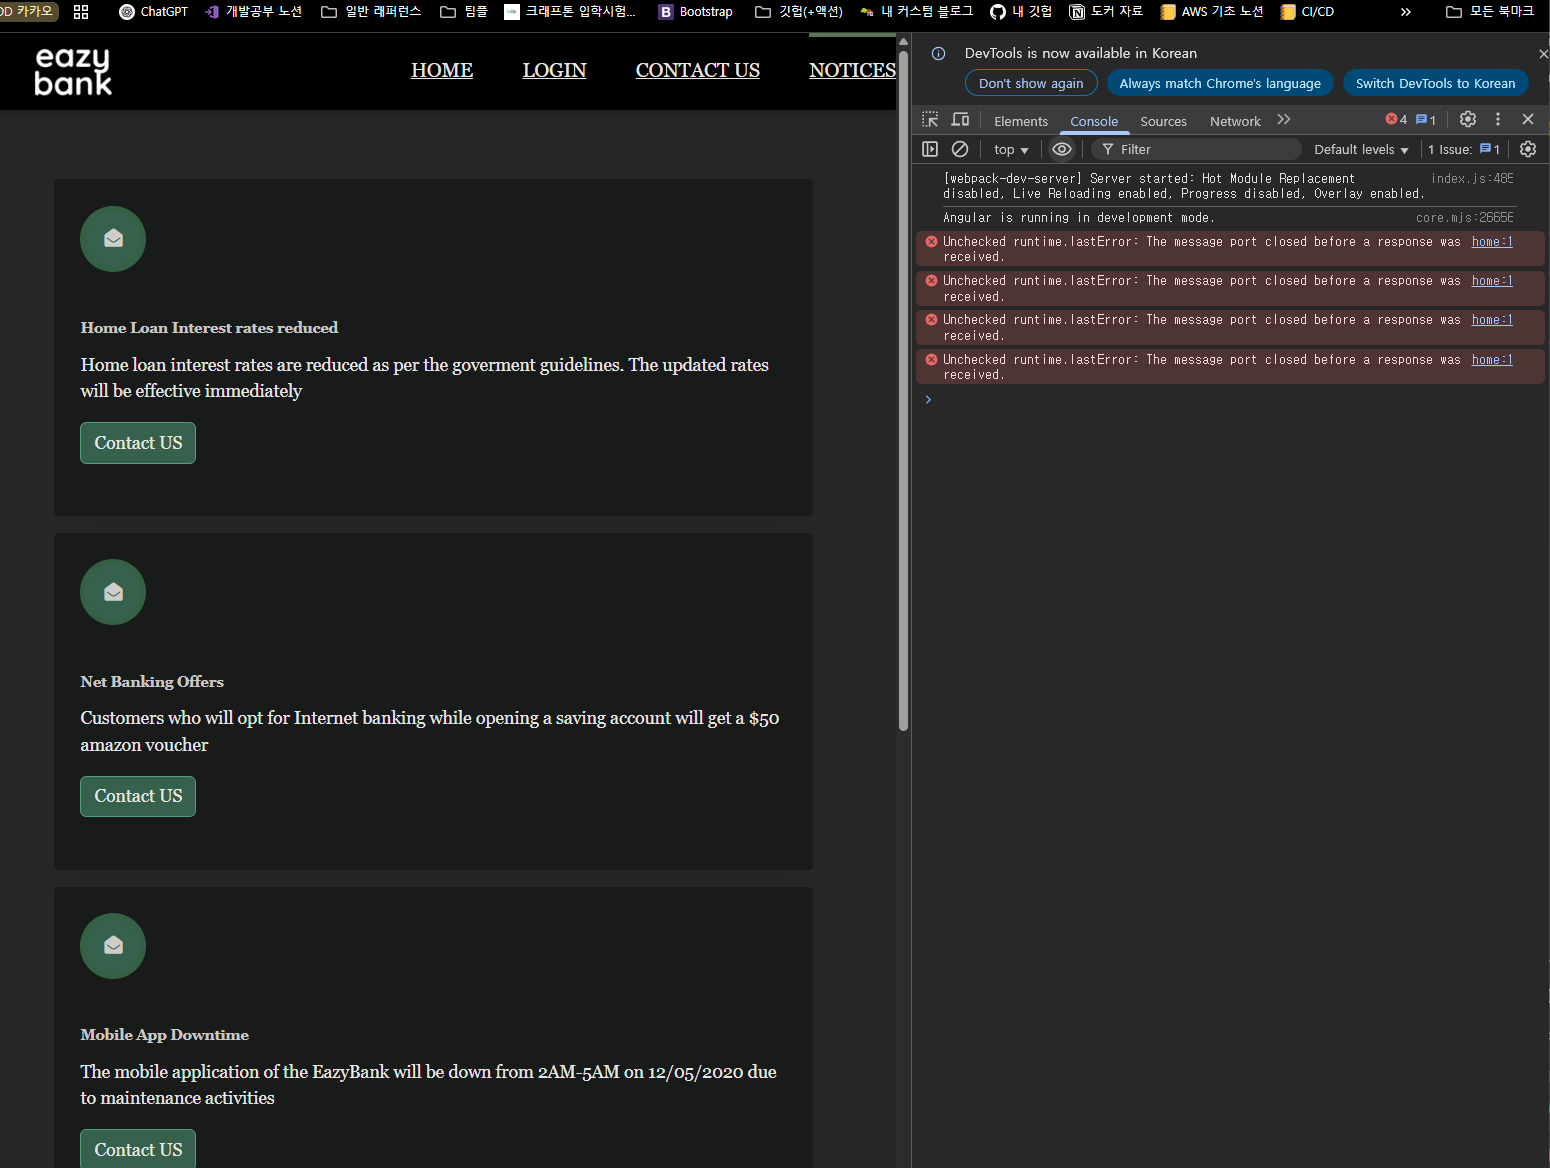 OD 카카오
ChatGPT
개발공부 노션
일반 래퍼런스
팀플
크래프톤 입학시험...
B Bootstrap
깃헙(+액션)
내 커스텀 블로그
내 깃헙
도커 자료
AWS 기초 노션
CI/CD
»
모든 북마크
eazy
bank
HOME
LOGIN
CONTACT US
NOTICES
Home Loan Interest rates reduced
Home loan interest rates are reduced as per the goverment guidelines. The updated rates
will be effective immediately
Contact US
Net Banking Offers
Customers who will opt for Internet banking while opening a saving account will get a $50
amazon voucher
Contact US
Mobile App Downtime
The mobile application of the EazyBank will be down from 2AM-5AM on 12/05/2020 due
to maintenance activities
Contact US
DevTools is now available in Korean
Don't show again
Always match Chrome's language
Switch DevTools to Korean
Elements
Console
Sources
Network
4
1
top
Filter
Default levels
1 Issue: 1
[webpack-dev-server] Server started: Hot Module Replacement index.js:485
disabled, Live Reloading enabled, Progress disabled, Overlay enabled.
Angular is running in development mode. core.mjs:26656
Unchecked runtime.lastError: The message port closed before a response was home:1
received.
Unchecked runtime.lastError: The message port closed before a response was home:1
received.
Unchecked runtime.lastError: The message port closed before a response was home:1
received.
Unchecked runtime.lastError: The message port closed before a response was home:1
received.